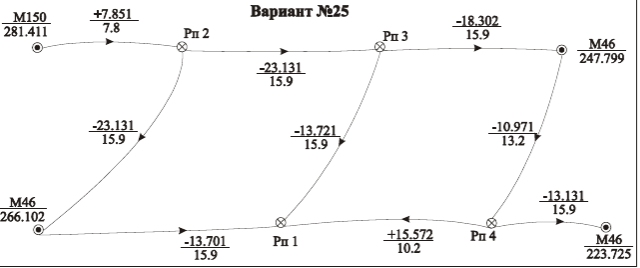 Вариант №25
М150
281.411
+7.851
7.8
Рп 2
-23.131
15.9
Рп 3
-18.302
15.9
М46
247.799
-23.131
15.9
-13.721
15.9
-10.971
13.2
М46
266.102
-13.701
15.9
Рп 1
+15.572
10.2
Рп 4
-13.131
15.9
М46
223.725